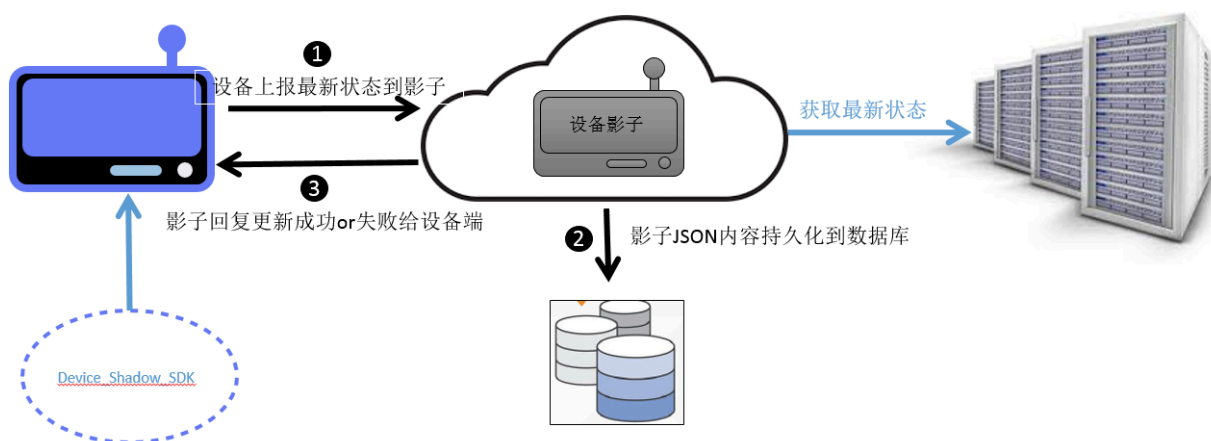 ❶
设备上报最新状态到影子
设备影子
获取最新状态
❸
影子回复更新成功or失败给设备端
❷
影子JSON内容持久化到数据库
Device_Shadow_SDK